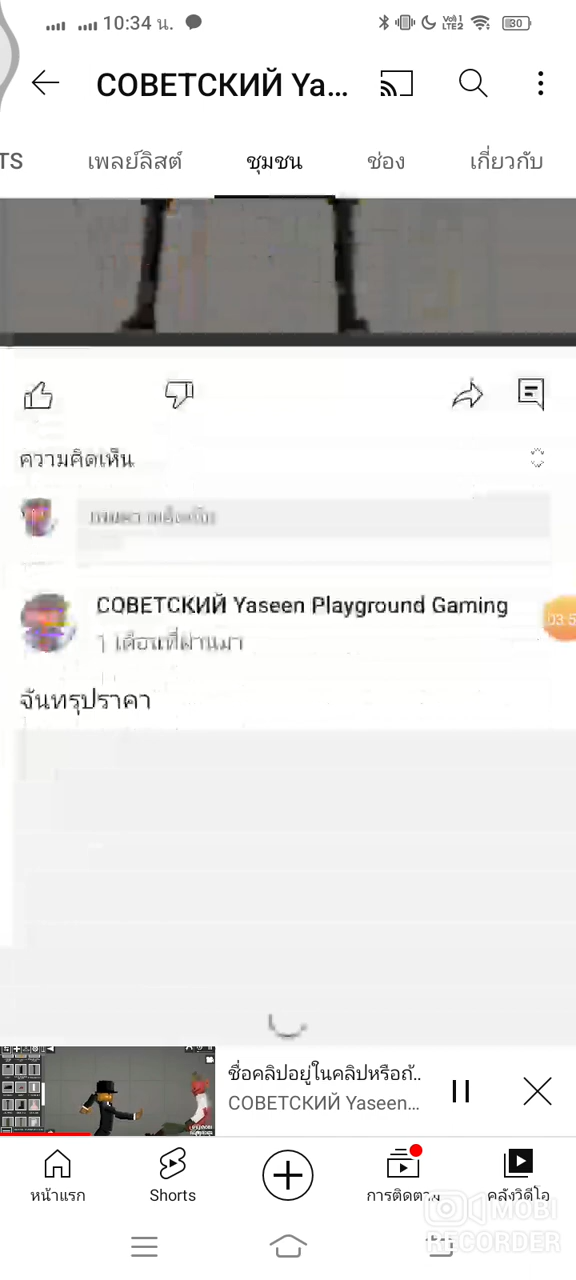 10:34 น.
Vo1)
LTE2
30
СОВЕТСКИЙ Ya...
TS
เพลย์ลิสต์
ชุมชน
ช่อง
เกี่ยวกับ
ความคิดเห็น
СОВЕТСКИЙ Yaseen Playground Gaming
1 เดือนที่ผ่านมา
03:5
จันทรุปราคา
ชื่อคลิปอยู่ในคลิปหรือถ้..
СОВЕТСКИЙ Yaseen...
หน้าแรก
Shorts
การติดตาม
คลังวิดีโอ
MOBI
RECORDER